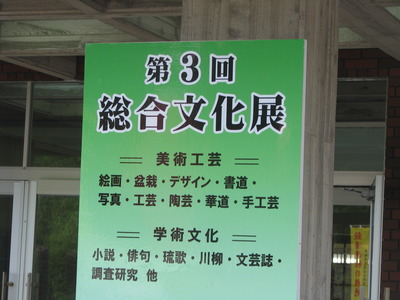 第3回
総合文化展
美術工芸
絵画・盆栽・デザイン・書道・
写真・工芸・陶芸・華道・手工芸
学術文化
小説・俳句・琉歌・川柳・文芸誌・
調査研究 他